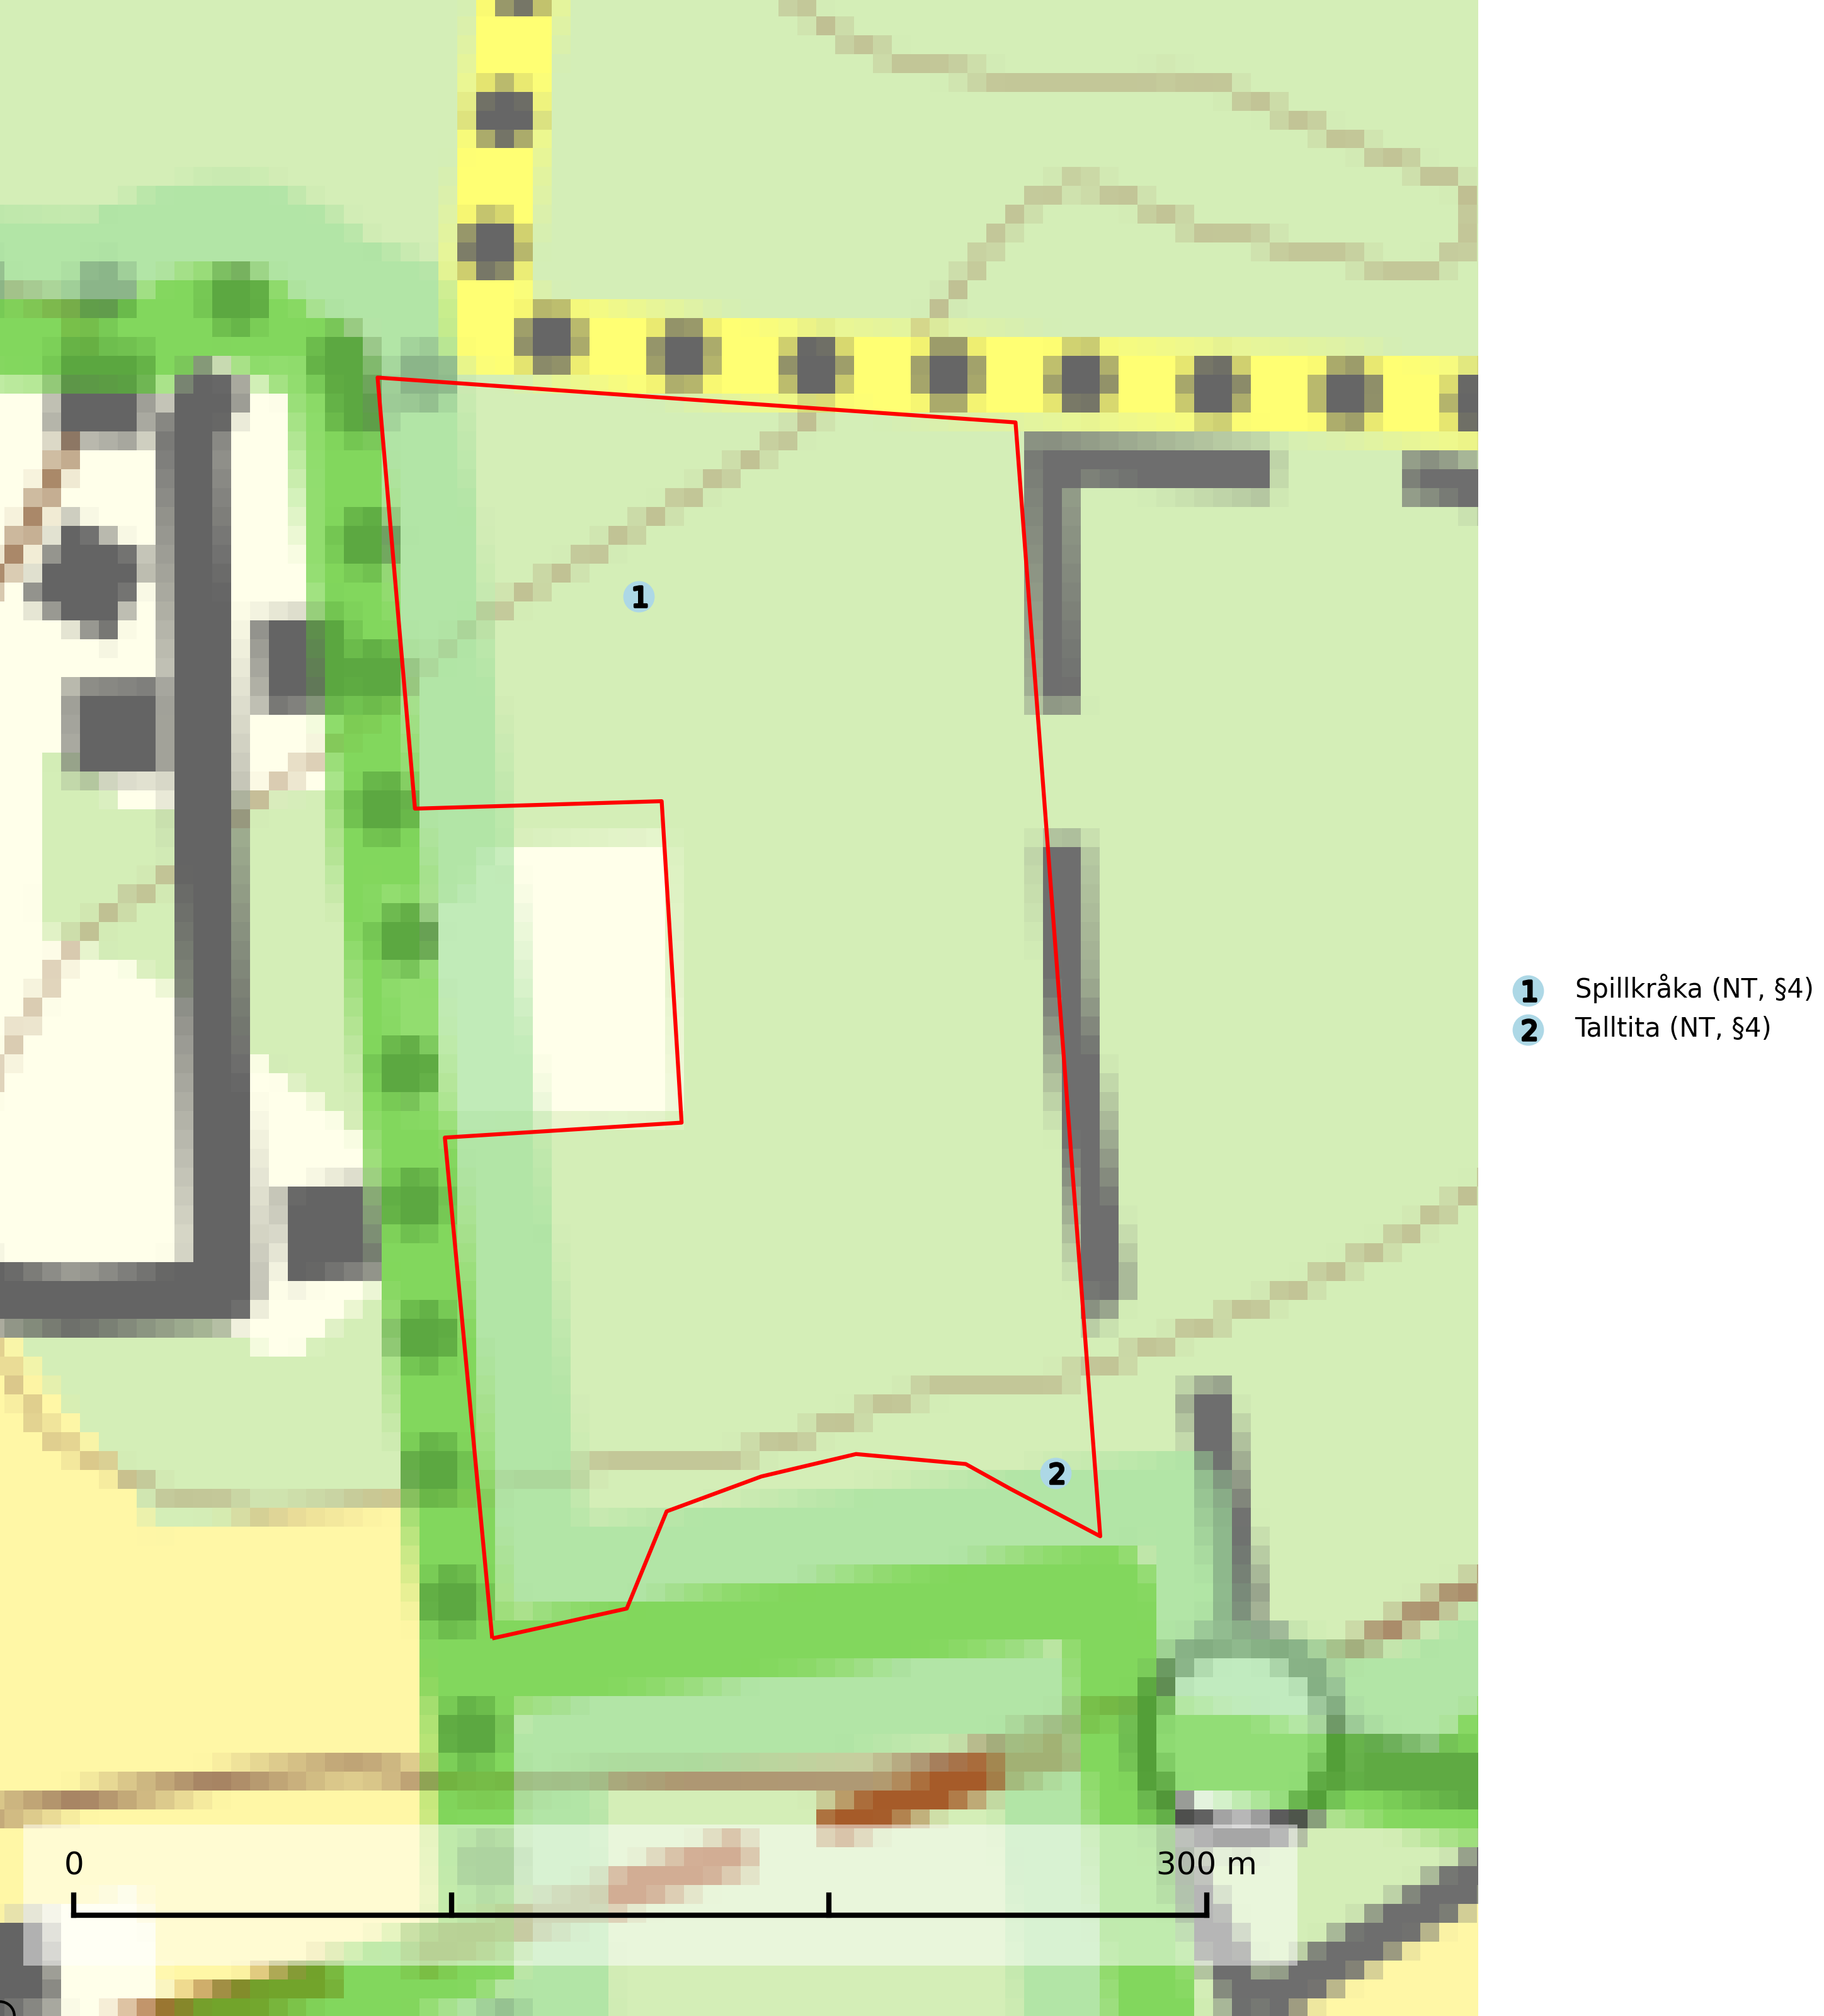 1
1 Spillkråka (NT, §4)
2 Talltita (NT, §4)
2
0 300 m